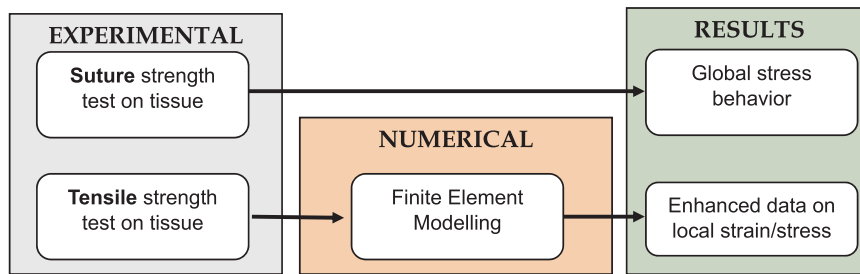 EXPERIMENTAL
Suture strength
test on tissue
Tensile strength
test on tissue
NUMERICAL
Finite Element
Modelling
RESULTS
Global stress
behavior
Enhanced data on
local strain/stress